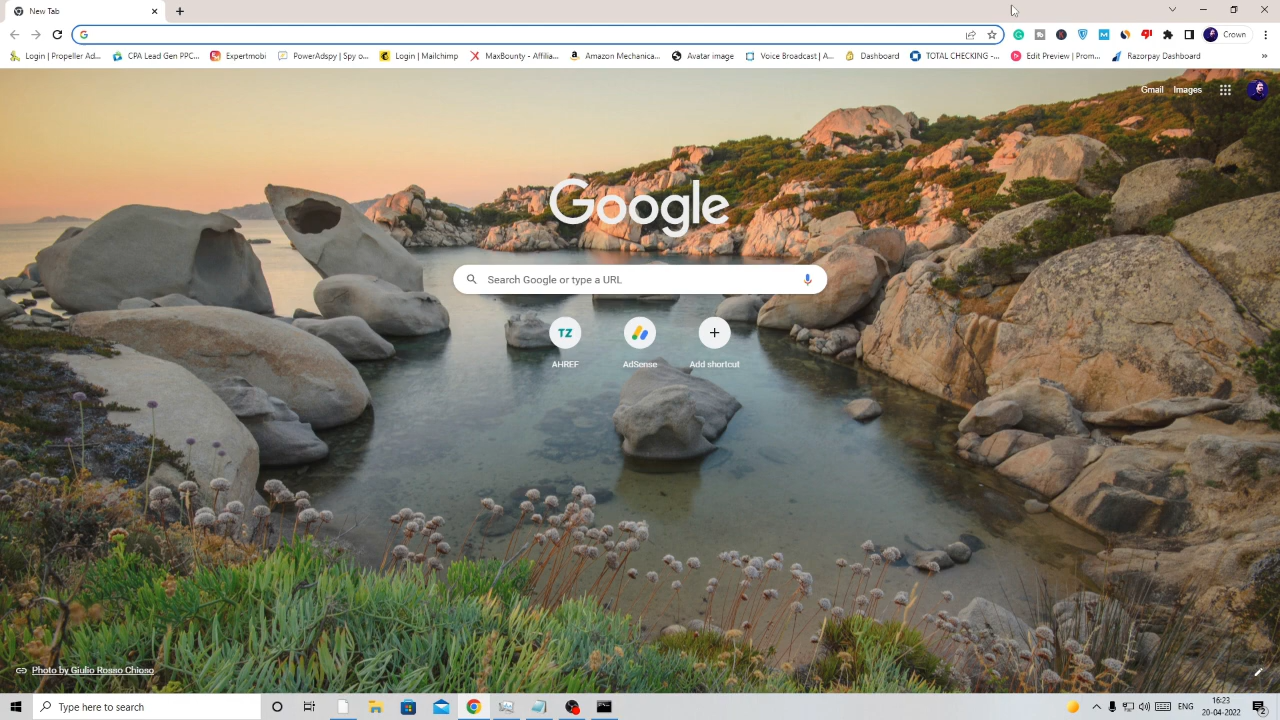 New Tab
Crown
Login | Propeller Ad...
CPA Lead Gen PPC...
Expertmobi
PowerAdspy | Spy o...
Login | Mailchimp
MaxBounty - Affilia...
Amazon Mechanica...
Avatar image
Voice Broadcast | A...
Dashboard
TOTAL CHECKING -...
Edit Preview | Prom...
Razorpay Dashboard
»
Gmail Images
Google
Search Google or type a URL
TZ
AHREF
AdSense
Add shortcut
Photo by Giulio Rosso Chioso
Type here to search
ENG
16:23
20-04-2022
2